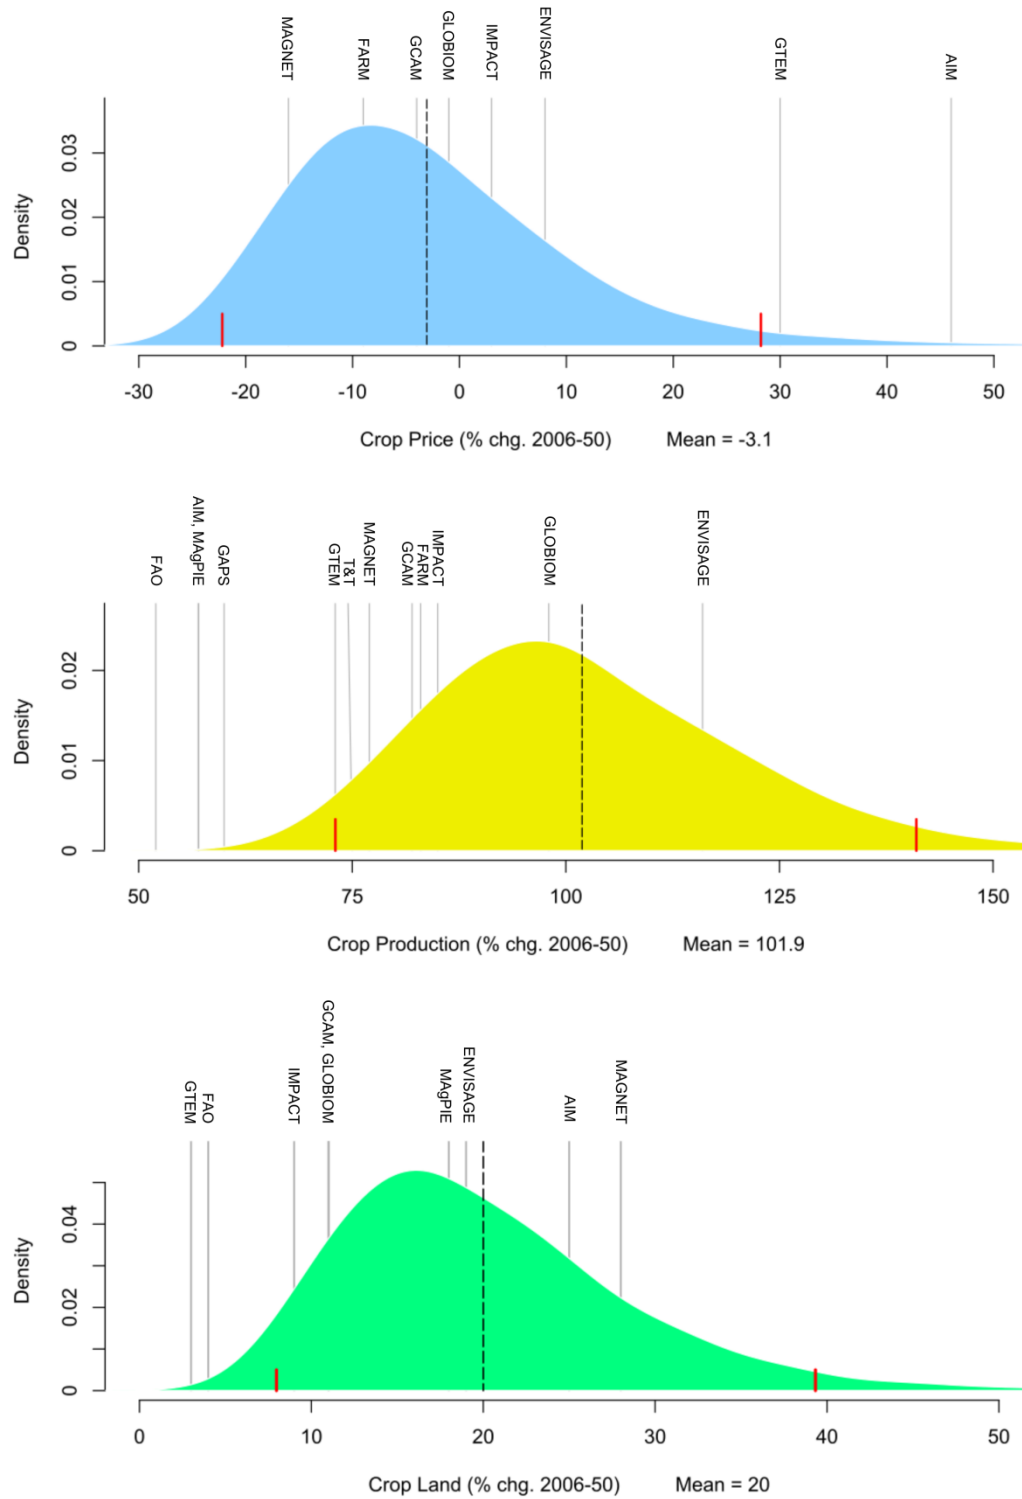 MAGNET
FARM
GCAM
GLOBIOM
IMPACT
ENVISAGE
GTEM
AIM
Density
0.03
0.02
0.01
0
-30 -20 -10 0 10 20 30 40 50
Crop Price (% chg. 2006-50) Mean = -3.1
FAO
AIM, MAgPIE
GAPS
GTEM
T&T
MAGNET
GCAM
FARM
IMPACT
GLOBIOM
ENVISAGE
Density
0.02
0.01
0
50 75 100 125 150
Crop Production (% chg. 2006-50) Mean = 101.9
GTEM
FAO
IMPACT
GCAM, GLOBIOM
MAgPIE
ENVISAGE
AIM
MAGNET
Density
0.04
0.02
0
0 10 20 30 40 50
Crop Land (% chg. 2006-50) Mean = 20